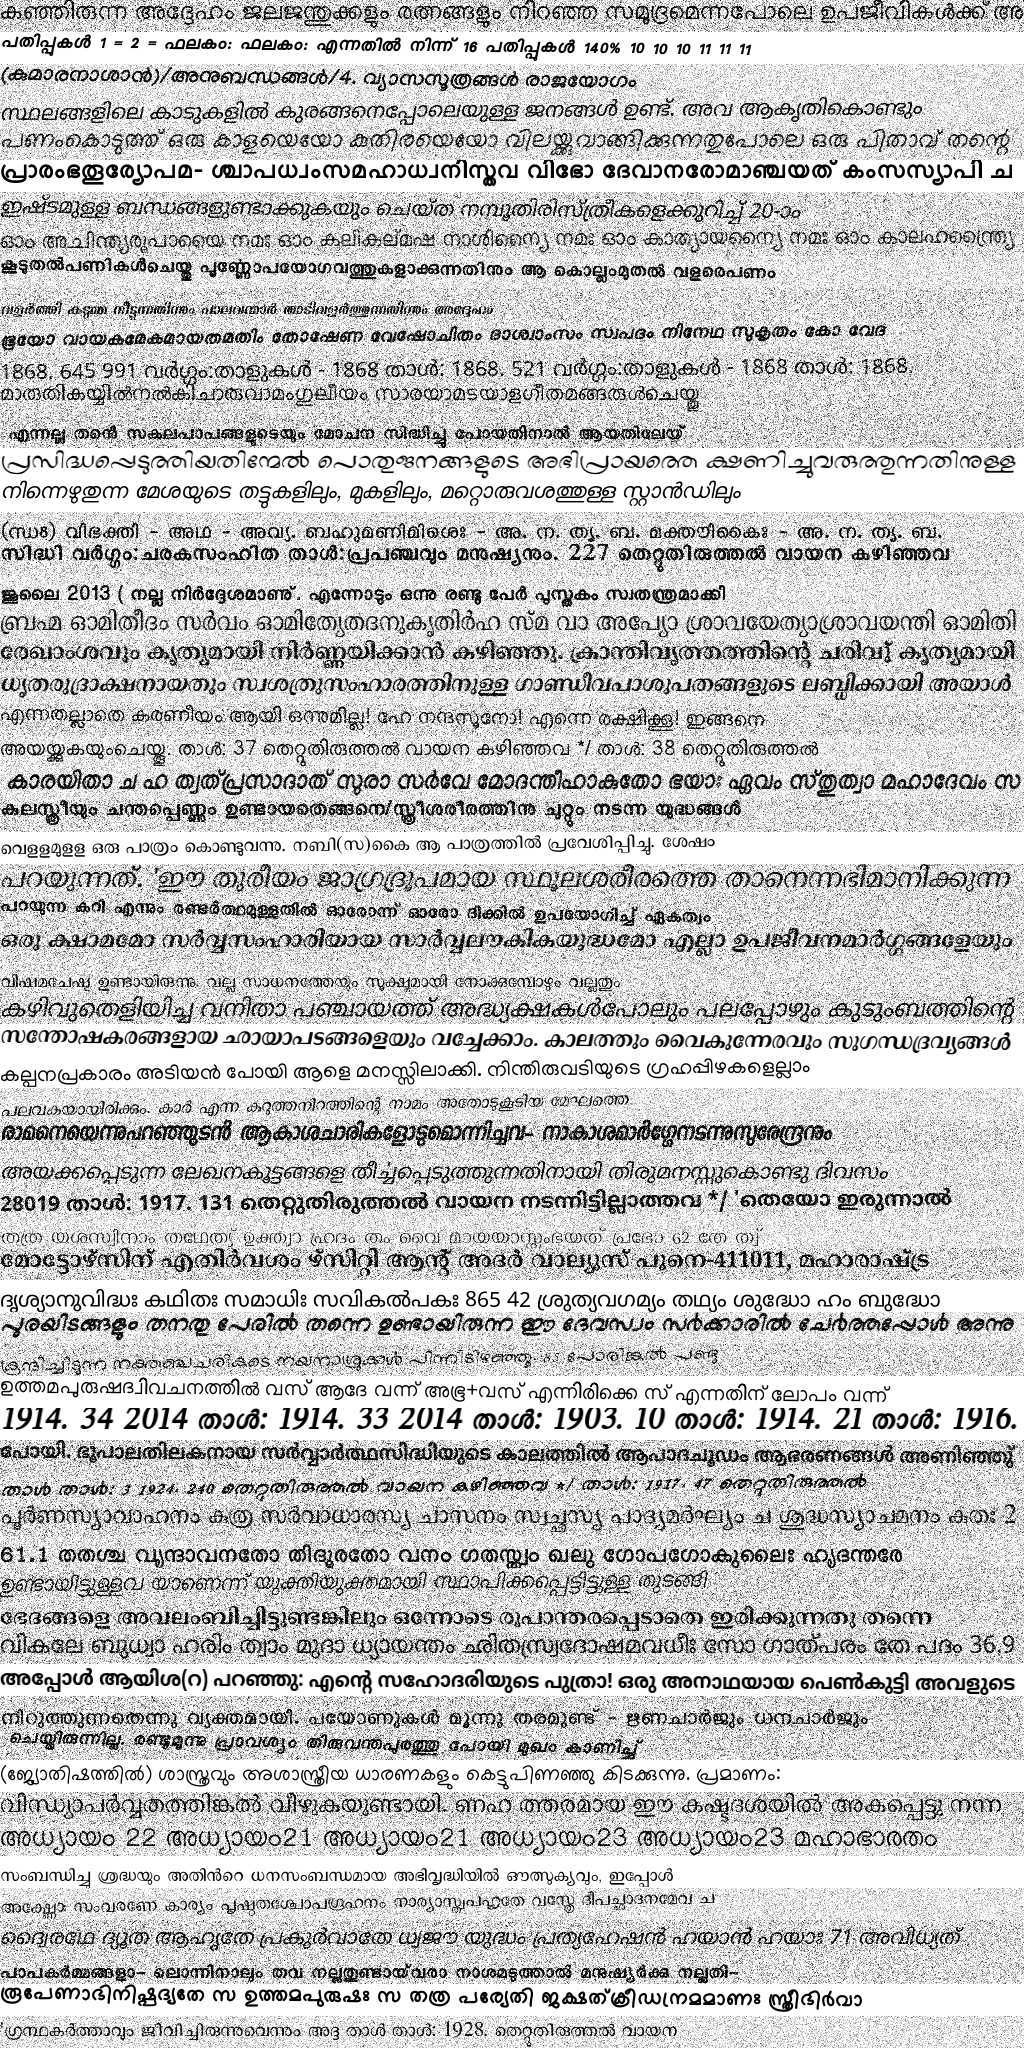 കുഞ്ഞിരുന്ന അദ്ദേഹം ജലജന്തുക്കളും രത്നങ്ങളും നിറഞ്ഞ സമുദ്രമെന്നപോലെ ഉപജീവികൾക്ക് അ
പതിപ്പുകൾ 1 = 2 = ഫലകം: ഫലകം: എന്നതിൽ നിന്ന് 16 പതിപ്പുകൾ 140% 10 10 10 11 11 11
(കുമാരനാശാൻ)/അനുബന്ധങ്ങൾ/4. വ്യാസസൂത്രങ്ങൾ രാജയോഗം
സ്ഥലങ്ങളിലെ കാടുകളിൽ കുരങ്ങനെപ്പോലെയുള്ള ജനങ്ങൾ ഉണ്ട്. അവ ആകൃതികൊണ്ടും
പണംകൊടുത്ത് ഒരു കാളയെയോ കുതിരയെയോ വിലയ്ക്കുവാങ്ങിക്കുന്നതുപോലെ ഒരു പിതാവ് തന്റെ
പ്രാരംഭതൂര്യോപമ- ശ്ചാപധ്വംസമഹാധ്വനിസ്തവ വിഭോ ദേവാനരോമാഞ്ചയത് കംസസ്യാപി ച
ഇഷ്ടമുള്ള ബന്ധങ്ങളുണ്ടാക്കുകയും ചെയ്ത നമ്പൂതിരിസ്ത്രീകളെക്കുറിച്ച് 20-ാം
ഓം അചിന്ത്യരൂപായൈ നമഃ ഓം കലികല്മഷ നാശിന്യൈ നമഃ ഓം കാത്യായന്യൈ നമഃ ഓം കാലഹന്ത്ര്യൈ
കൂടുതൽപണികൾചെയ്തു പൂണ്ണോപയോഗവത്തുകളാക്കുന്നതിനും ആ കൊല്ലംമുതൽ വളരെപണം
വളർത്തി കടുത്ത നീട്ടുന്നതിന്നും പാലവന്മാർ താടിവളർത്തുന്നതിന്നും അദ്ദേഹം
ഭൂയോ വായകമേകമായതമതിം തോഷേണ വേഷോചിതം ദാശ്വാംസം സ്വപദം നിനേഥ സുകൃതം കോ വേദ
1868. 645 991 വർഗ്ഗം:താളുകൾ - 1868 താൾ: 1868. 521 വർഗ്ഗം:താളുകൾ - 1868 താൾ: 1868.
മാരുതികയ്യിൽനൽകിചാരുവാമംഗുലീയം സാരയാമടയാളഗീതമങ്ങരുൾചെയ്തു
എന്നല്ല തന്റെ സകലപാപങ്ങളുടെയും മോചന സിദ്ധിച്ചു പോയതിനാൽ ആയതിലേയ്ക്ക്
പ്രസിദ്ധപ്പെടുത്തിയതിന്മേൽ പൊതുജനങ്ങളുടെ അഭിപ്രായത്തെ ക്ഷണിച്ചുവരുത്തുന്നതിനുള്ള
നിന്നെഴുതുന്ന മേശയുടെ തട്ടുകളിലും, മുകളിലും, മറ്റൊരുവശത്തുള്ള സ്റ്റാൻഡിലും
(ന്ധ8) വിഭക്തി – അഥ – അവ്യ. ബഹുമണിമിശ്രൈഃ – അ. ന. തൃ. ബ. മക്തൗികൈഃ – അ. ന. തൃ. ബ.
സിദ്ധി വർഗ്ഗം:ചരകസംഹിത താൾ:പ്രപഞ്ചവും മനുഷ്യനും. 227 തെറ്റുതിരുത്തൽ വായന കഴിഞ്ഞവ
ജൂലൈ 2013 ( നല്ല നിർദ്ദേശമാണു്. എന്നോടും ഒന്നു രണ്ടു പേർ പുസ്തകം സ്വതന്ത്രമാക്കി
ബ്രഹ്മ ഓമിതീദം സർവം ഓമിത്യേതദനുകൃതിർഹ സ്മ വാ അപ്യോ ശ്രാവയേത്യാശ്രാവയന്തി ഓമിതി
രേഖാംശവും കൃത്യമായി നിർണ്ണയിക്കാൻ കഴിഞ്ഞു. ക്രാന്തിവൃത്തത്തിന്റെ ചരിവു് കൃത്യമായി
ധൃതരുദ്രാക്ഷനായതും സ്വശത്രുസംഹാരത്തിനുള്ള ഗാണ്ഡീവപാശുപതങ്ങളുടെ ലബ്ധിക്കായി അയാൾ
എന്നതല്ലാതെ കരണീയം ആയി ഒന്നുമില്ല! ഹേ നന്ദസൂനോ! എന്നെ രക്ഷിക്കൂ! ഇങ്ങനെ
അയയ്ക്കുകയുംചെയ്തു. താൾ: 37 തെറ്റുതിരുത്തൽ വായന കഴിഞ്ഞവ */ താൾ: 38 തെറ്റുതിരുത്തൽ
കാരയിതാ ച ഹ ത്വത്പ്രസാദാത് സുരാ സർവേ മോദന്തീഹാകുതോ ഭയാഃ ഏവം സ്തുത്വാ മഹാദേവം സ
കുലസ്ത്രീയും ചന്തപ്പെണ്ണും ഉണ്ടായതെങ്ങനെ/സ്ത്രീശരീരത്തിനു ചുറ്റും നടന്ന യുദ്ധങ്ങൾ
വെളളമുളള ഒരു പാത്രം കൊണ്ടുവന്നു. നബി(സ)കൈ ആ പാത്രത്തിൽ പ്രവേശിപ്പിച്ചു. ശേഷം
പറയുന്നത്. 'ഈ തുരീയം ജാഗ്രദ്രൂപമായ സ്ഥൂലശരീരത്തെ താനെന്നഭിമാനിക്കുന്ന
പറയുന്ന കറി എന്നും രണ്ടർത്ഥമുള്ളതിൽ ഓരോന്ന് ഓരോ ദിക്കിൽ ഉപയോഗിച്ച് ഏകത്വം
ഒരു ക്ഷാമമോ സർവ്വസംഹാരിയായ സാർവ്വലൗകികയുദ്ധമോ എല്ലാ ഉപജീവനമാർഗ്ഗങ്ങളേയും
വിഷമചേഷ്ട ഉണ്ടായിരുന്നു. വല്ല സാധനത്തേയും സൂക്ഷ്മമായി നോക്കുമ്പോഴും വല്ലതും
കഴിവുതെളിയിച്ച വനിതാ പഞ്ചായത്ത് അദ്ധ്യക്ഷകൾപോലും പലപ്പോഴും കുടുംബത്തിന്റെ
സന്തോഷകരങ്ങളായ ഛായാപടങ്ങളെയും വച്ചേക്കാം. കാലത്തും വൈകുന്നേരവും സുഗന്ധദ്രവ്യങ്ങൾ
കല്പനപ്രകാരം അടിയൻ പോയി ആളെ മനസ്സിലാക്കി. നിന്തിരുവടിയുടെ ഗ്രഹപ്പിഴകളെല്ലാം
പലവകയായിരിക്കും. കാർ എന്ന കറുത്തനിറത്തിന്റെ നാമം അതോടുകൂടിയ മേഘത്തെ
രാമനൈയെന്നുപറഞ്ഞുടൻ ആകാശചാരികളോടുമൊന്നിച്ചവ– നാകാശമാർഗ്ഗേനടന്നുസുരേന്ദ്രനും
അയക്കപ്പെടുന്ന ലേഖനകൂട്ടങ്ങളെ തീച്ച്പ്പെടുത്തുന്നതിനായി തിരുമനസ്സുകൊണ്ടു ദിവസം
28019 താൾ: 1917. 131 തെറ്റുതിരുത്തൽ വായന നടന്നിട്ടില്ലാത്തവ */ 'തെയോ ഇരുന്നാൽ
തത്ര യശസ്വിനാം തഥേത്യ് ഉക്ത്വാ ഹ്രദം തം വൈ മായയാസ്തംഭയത് പ്രഭോ 62 തേ ത്വ്
മോട്ടോഴ്സിന് എതിർവശം ഴ്സിറ്റി ആന്റ് അദർ വാല്യുസ് പൂനെ-411011, മഹാരാഷ്ട്ര
ദൃശ്യാനുവിദ്ധഃ കഥിതഃ സമാധിഃ സവികൽപകഃ 865 42 ശ്രുത്യവഗമ്യം തഥ്യം ശുദ്ധോ ഹം ബുദ്ധോ
പൂരയിടങ്ങളും തനതു പേരിൽ തന്നെ ഉണ്ടായിരുന്ന ഈ ദേവസ്വം സർക്കാരിൽ ചേർത്തപ്പോൾ അന്നു
ഉത്തമപുരുഷദ്വിവചനത്തിൽ വസ് ആദേ വന്ന് അഭൂ+വസ് എന്നിരിക്കെ സ് എന്നതിന് ലോപം വന്ന്
1914. 34 2014 താൾ: 1914. 33 2014 താൾ: 1903. 10 താൾ: 1914. 21 താൾ: 1916.
പോയി. ഭൂപാലതിലകനായ സർവ്വാർത്ഥസിദ്ധിയുടെ കാലത്തിൽ ആപാദചൂഡം ആഭരണങ്ങൾ അണിഞ്ഞു്
താൾ താൾ: 3 1924. 240 തെറ്റുതിരുത്തൽ വായന കഴിഞ്ഞവ */ താൾ: 1917. 47 തെറ്റുതിരുത്തൽ
പൂർണസ്യാവാഹനം കുത്ര സർവാധാരസ്യ ചാസനം സ്വച്ഛസ്യ പാദ്യമർഘ്യം ച ശുദ്ധസ്യാചമനം കുതഃ 2
61.1 തതശ്ച വൃന്ദാവനതോ തിദൂരതോ വനം ഗതസ്ത്വം ഖലു ഗോപഗോകുലൈഃ ഹൃദന്തരേ
ഉണ്ടായിട്ടുള്ളവ യാണെന്ന് യുക്തിയുക്തമായി സ്ഥാപിക്കപ്പെട്ടിട്ടുള്ള തുടങ്ങി
ഭേദങ്ങളെ അവലംബിച്ചിട്ടുണ്ടെങ്കിലും ഒന്നോടെ രൂപാന്തരപ്പെടാതെ ഇരിക്കുന്നതു തന്നെ
വികലേ ബുധ്വാ ഹരിം ത്വാം മുദാ ധ്യായന്തം ഛിതസ്രുവദോഷമവധീഃ സോ ഗാത്പരം തേ പദം 36.9
അപ്പോൾ ആയിശ(റ) പറഞ്ഞു: എന്റെ സഹോദരിയുടെ പുത്രാ! ഒരു അനാഥയായ പെൺകുട്ടി അവളുടെ
നിറുത്തുന്നതെന്നു വ്യക്തമായി. പയോണുകൾ മൂന്നു തരമുണ്ട് – ഋണചാർജും ധനചാർജും
ചെയ്തിരുന്നില്ല. രണ്ടുമൂന്നു പ്രാവശ്യം തിരുവന്തപുരത്തു പോയി മുഖം കാണിച്ച്
(ജ്യോതിഷത്തിൽ) ശാസ്ത്രവും അശാസ്ത്രീയ ധാരണകളും കെട്ടുപിണഞ്ഞു കിടക്കുന്നു. പ്രമാണം:
വിന്ധ്യാപർവ്വതത്തിങ്കൽ വീഴുകയുണ്ടായി. ണഹ ത്തരമായ ഈ കഷ്ടദശയിൽ അകപ്പെട്ടു നന്ന
അധ്യായം 22 അധ്യായം21 അധ്യായം21 അധ്യായം23 അധ്യായം23 മഹാഭാരതം
സംബന്ധിച്ച ശ്രദ്ധയും അതിൻറെ ധനസംബന്ധമായ അഭിവൃദ്ധിയിൽ ഔത്സുക്യവും, ഇപ്പോൾ
അക്ഷ്ണോഃ സംവരണേ കാര്യം പൃഷ്ഠതശ്ചോപഗ്രഹനം നാര്യാസ്ത്വപഹൃതേ വസ്ത്രേ ദീപച്ഛാദനമേവ ച
ദ്വൈരഥേ ദ്യൂത ആഹൃതേ പ്രകുർവാതേ ധ്വജൗ യുദ്ധം പ്രത്യഹേഷൻ ഹയാൻ ഹയാഃ 71 അവിധ്യത്
പാപകർമ്മങ്ങളാ– ലൊന്നിനാലും തവ നല്ലതുണ്ടായ്‌വരാ നാശമടുത്താൽ മനുഷ്യർക്കു നല്ലതി–
രൂപേണാഭിനിഷ്പദ്യതേ സ ഉത്തമപുരുഷഃ സ തത്ര പര്യേതി ജക്ഷത്ക്രീഡന്രമമാണഃ സ്ത്രീഭിർവാ
'ഗ്രന്ഥകർത്താവും ജീവിച്ചിരുന്നുവെന്നും അദ്ദ താൾ താൾ: 1928. തെറ്റുതിരുത്തൽ വായന